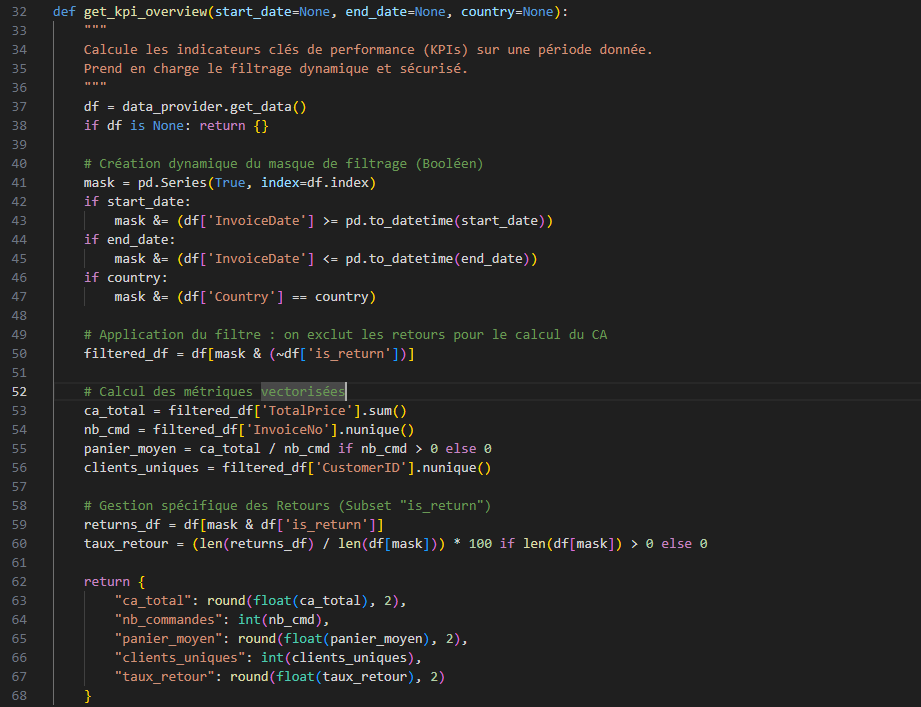 32 def get_kpi_overview(start_date=None, end_date=None, country=None):
33     """
34     Calcule les indicateurs clés de performance (KPIs) sur une période donnée.
35     Prend en charge le filtrage dynamique et sécurisé.
36     """
37     df = data_provider.get_data()
38     if df is None: return {}
39
40     # Création dynamique du masque de filtrage (Booléen)
41     mask = pd.Series(True, index=df.index)
42     if start_date:
43         mask &= (df['InvoiceDate'] >= pd.to_datetime(start_date))
44     if end_date:
45         mask &= (df['InvoiceDate'] <= pd.to_datetime(end_date))
46     if country:
47         mask &= (df['Country'] == country)
48
49     # Application du filtre : on exclut les retours pour le calcul du CA
50     filtered_df = df[mask & (~df['is_return'])]
51
52     # Calcul des métriques vectorisées
53     ca_total = filtered_df['TotalPrice'].sum()
54     nb_cmd = filtered_df['InvoiceNo'].nunique()
55     panier_moyen = ca_total / nb_cmd if nb_cmd > 0 else 0
56     clients_uniques = filtered_df['CustomerID'].nunique()
57
58     # Gestion spécifique des Retours (Subset "is_return")
59     returns_df = df[mask & df['is_return']]
60     taux_retour = (len(returns_df) / len(df[mask])) * 100 if len(df[mask]) > 0 else 0
61
62     return {
63         "ca_total": round(float(ca_total), 2),
64         "nb_commandes": int(nb_cmd),
65         "panier_moyen": round(float(panier_moyen), 2),
66         "clients_uniques": int(clients_uniques),
67         "taux_retour": round(float(taux_retour), 2)
68     }